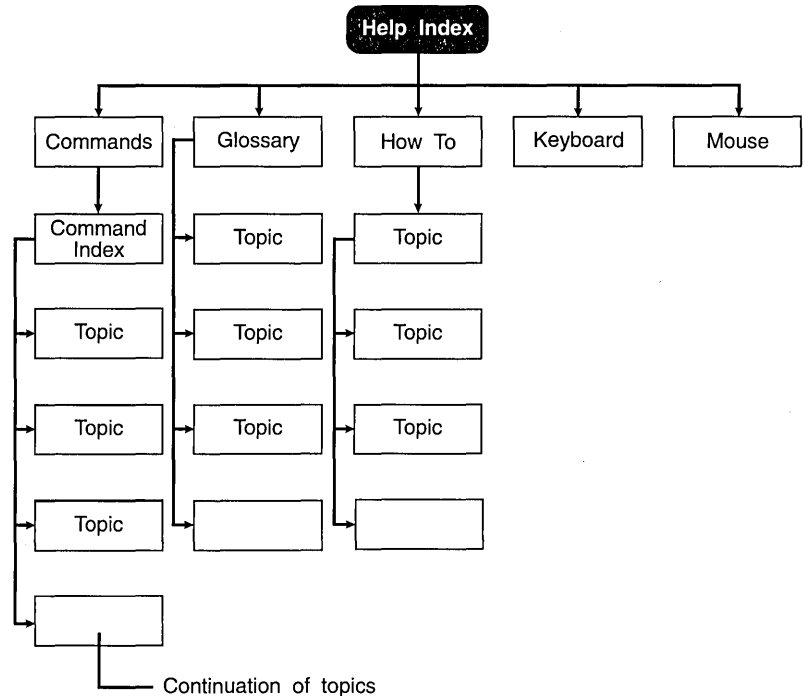 Help Index
Commands
Glossary
How To
Keyboard
Mouse
Command
Index
Topic
Topic
Topic
Topic
Topic
Topic
Topic
Topic
Topic
Continuation of topics